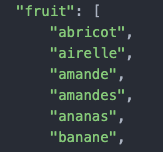 "fruit": [
"abricot",
"airelle",
"amande",
"amandes",
"ananas",
"banane",